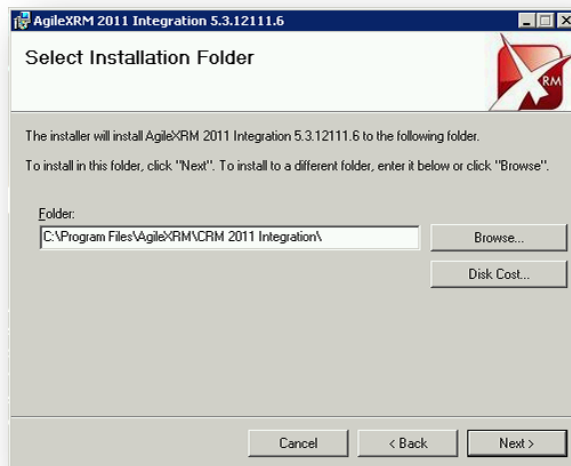 AgileXRM 2011 Integration 5.3.12111.6
Select Installation Folder
XRM
The installer will install AgileXRM 2011 Integration 5.3.12111.6 to the following folder.
To install in this folder, click "Next". To install to a different folder, enter it below or click "Browse".
Folder:
C:\Program Files\AgileXRM\CRM 2011 Integration\
Browse...
Disk Cost...
Cancel
< Back
Next >